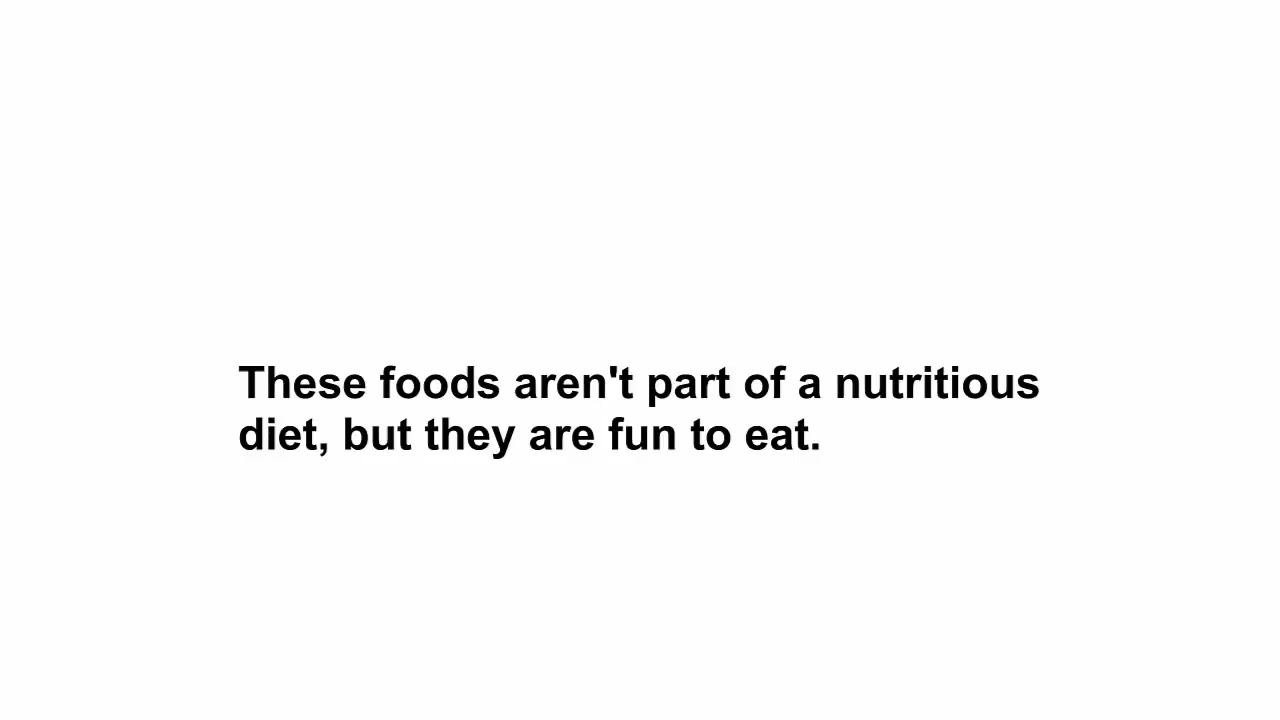 These foods aren't part of a nutritious
diet, but they are fun to eat.